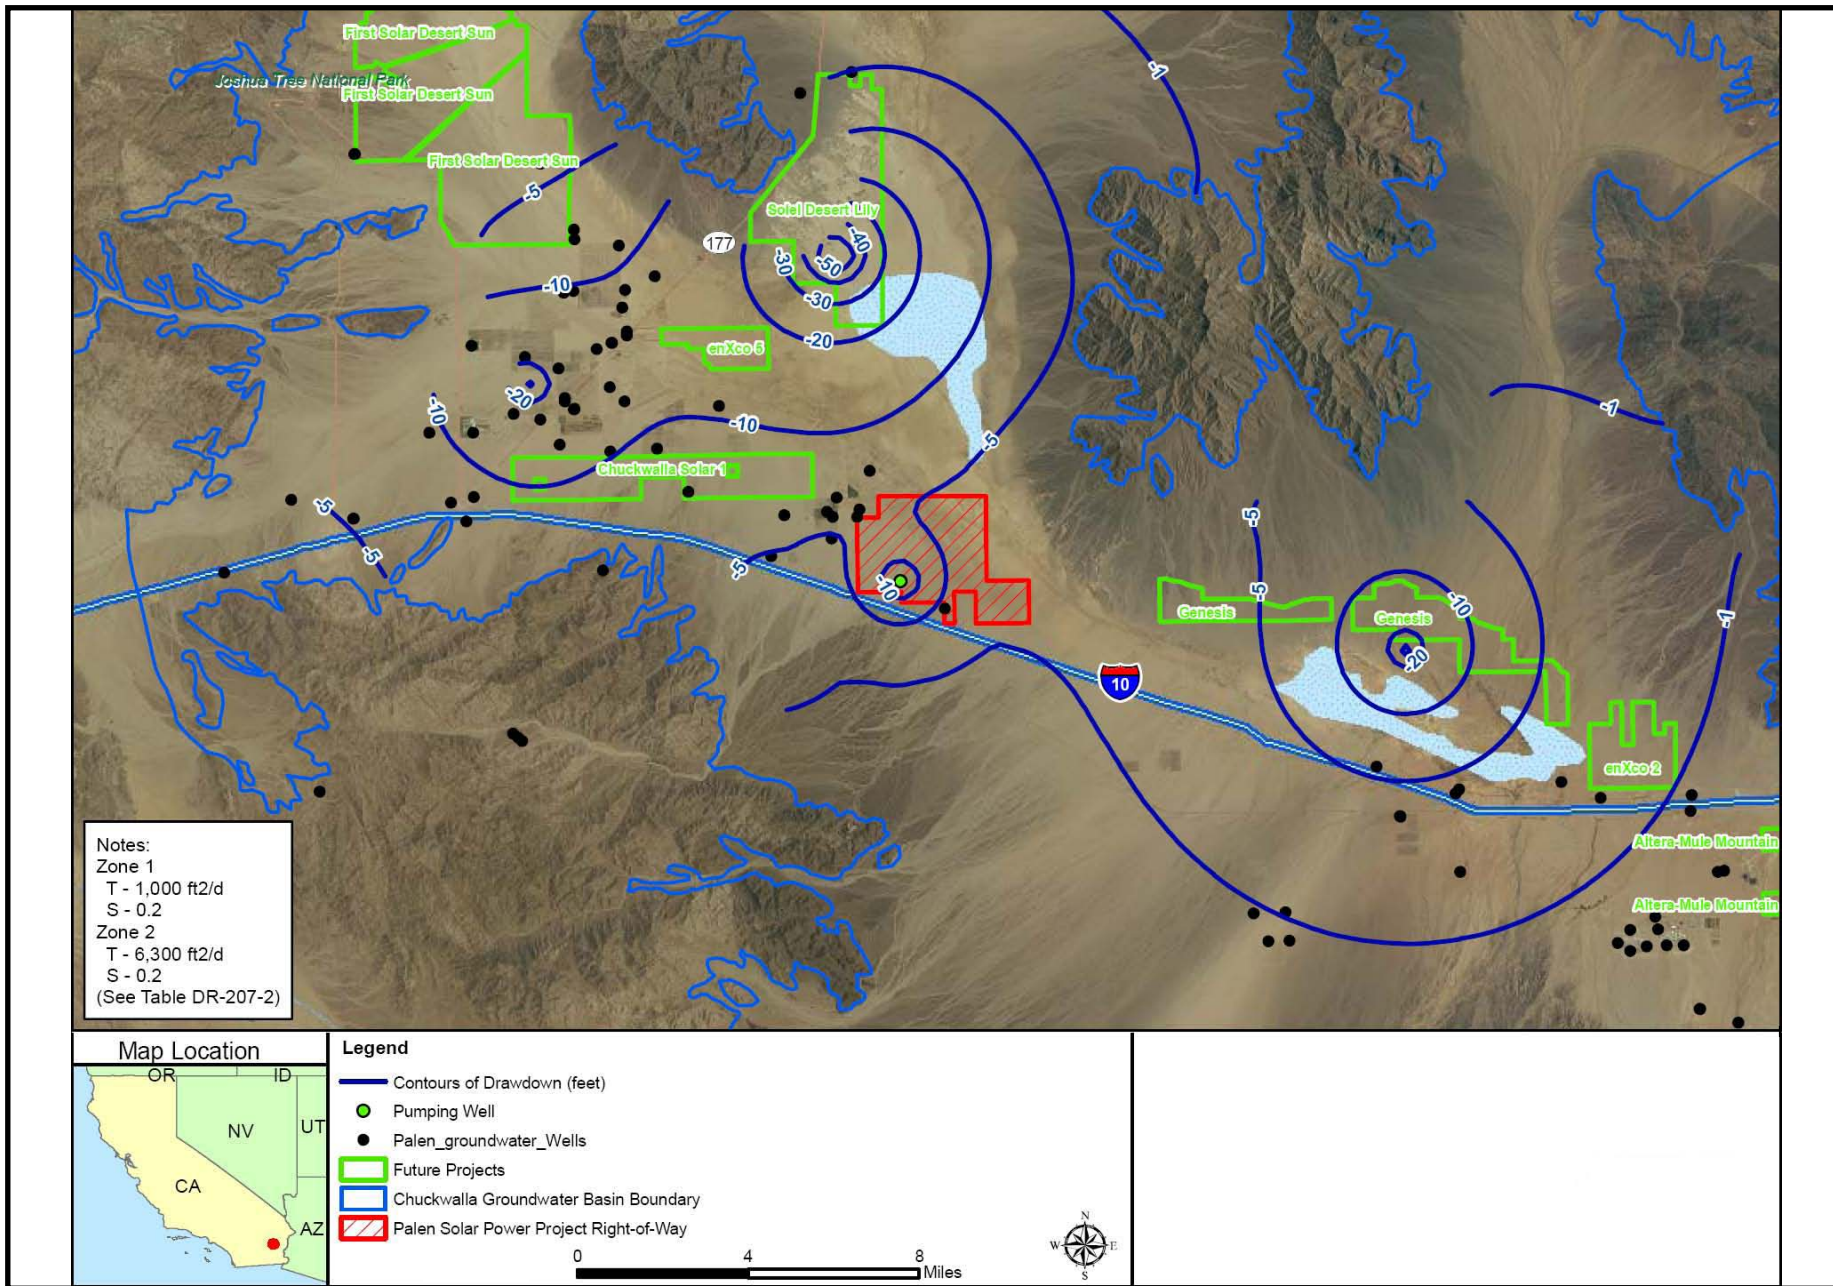 First Solar Desert Sun
Joshua Tree National Park
First Solar Desert Sun
First Solar Desert Sun
-1
-5
Solel Desert Lily
177
-40
-50
-30
-10
-30
-20
enXco 5
-20
-10
-10
-1
-5
Chuckwalla Solar 1
-5
-5
-5
-5
-10
-5
-10
Genesis
Genesis
-1
-20
10
enXco 2
Altera-Mule Mountain
Altera-Mule Mountain
Notes:
Zone 1
T - 1,000 ft2/d
S - 0.2
Zone 2
T - 6,300 ft2/d
S - 0.2
(See Table DR-207-2)
Map Location
OR
ID
NV
UT
CA
AZ
Legend
Contours of Drawdown (feet)
Pumping Well
Palen_groundwater_Wells
Future Projects
Chuckwalla Groundwater Basin Boundary
Palen Solar Power Project Right-of-Way
0
4
8
Miles
N
W
E
S